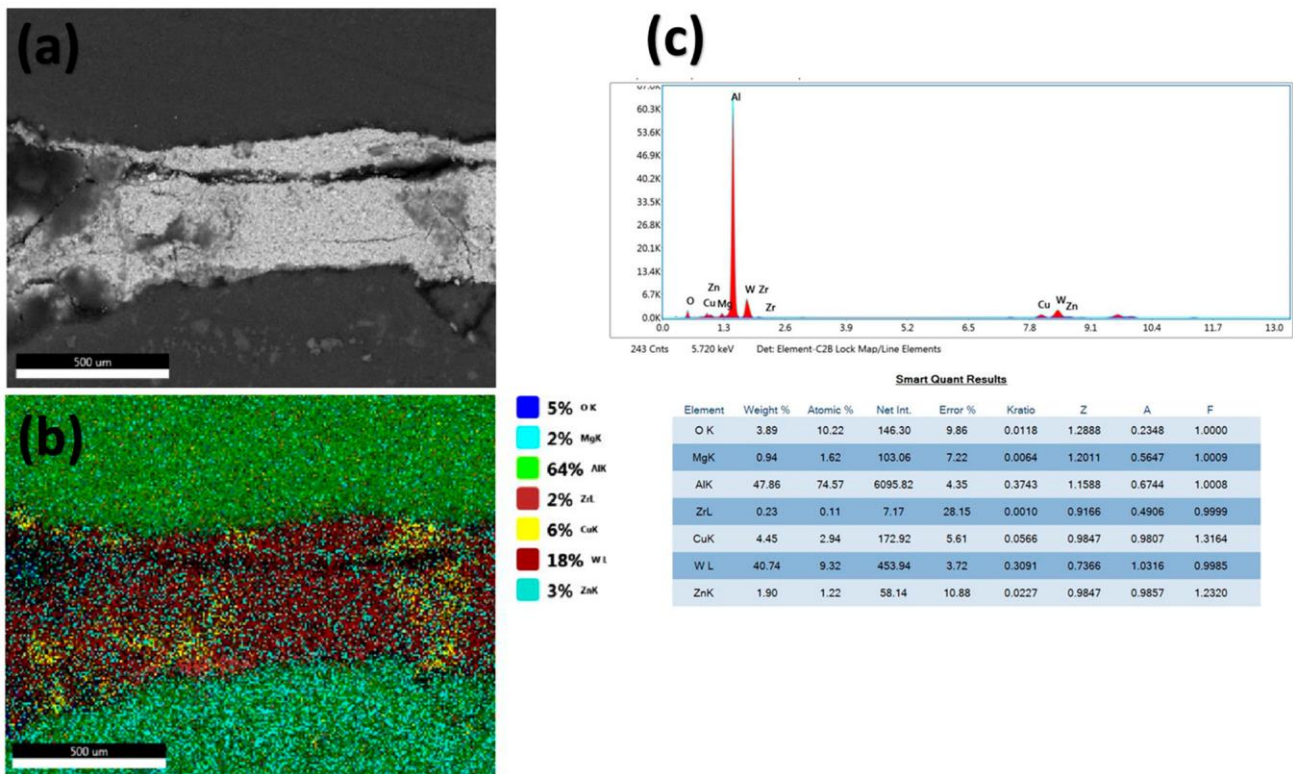 (a)
500 um
(b)
500 um
5% O K
2% MgK
64% AlK
2% ZrL
6% CuK
18% W L
3% ZnK
(c)
67.0K
60.3K
53.6K
46.9K
40.2K
33.5K
26.8K
20.1K
13.4K
6.7K
0.0K
Al
O
Zn
Cu
Mg
W
Zr
Zr
Cu
W
Zn
0.0 1.3 2.6 3.9 5.2 6.5 7.8 9.1 10.4 11.7 13.0
243 Cnts 5.720 keV Det: Element-C2B Lock Map/Line Elements
Smart Quant Results
Element Weight % Atomic % Net Int. Error % Kratio Z A F
O K 3.89 10.22 146.30 9.86 0.0118 1.2888 0.2348 1.0000
MgK 0.94 1.62 103.06 7.22 0.0064 1.2011 0.5647 1.0009
AlK 47.86 74.57 6095.82 4.35 0.3743 1.1588 0.6744 1.0008
ZrL 0.23 0.11 7.17 28.15 0.0010 0.9166 0.4906 0.9999
CuK 4.45 2.94 172.92 5.61 0.0566 0.9847 0.9807 1.3164
W L 40.74 9.32 453.94 3.72 0.3091 0.7366 1.0316 0.9985
ZnK 1.90 1.22 58.14 10.88 0.0227 0.9847 0.9857 1.2320